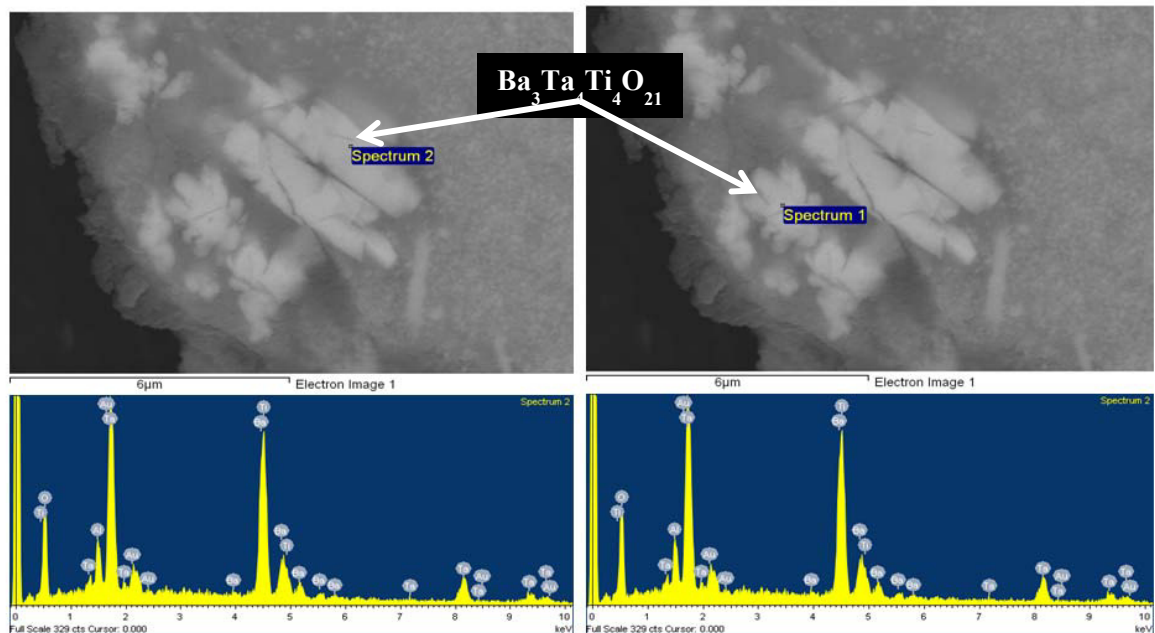 Ba3Ta4Ti4O21
Spectrum 2
Spectrum 1
6µm Electron Image 1
6µm Electron Image 1
Spectrum 2
Au
Ta
Ti
Ba
O
Ti
Al
Ta
Ta
Au
Au
Ba
Ba
Ti
Ba
Ba
Ba
Ta
Ta
Au
Ta
Ta
Au
0 1 2 3 4 5 6 7 8 9 10
Full Scale 329 cts Cursor: 0.000 keV
Spectrum 2
Au
Ta
Ti
Ba
O
Ti
Al
Ta
Ta
Au
Au
Ba
Ba
Ti
Ba
Ba
Ba
Ta
Ta
Au
Ta
Ta
Au
0 1 2 3 4 5 6 7 8 9 10
Full Scale 329 cts Cursor: 0.000 keV